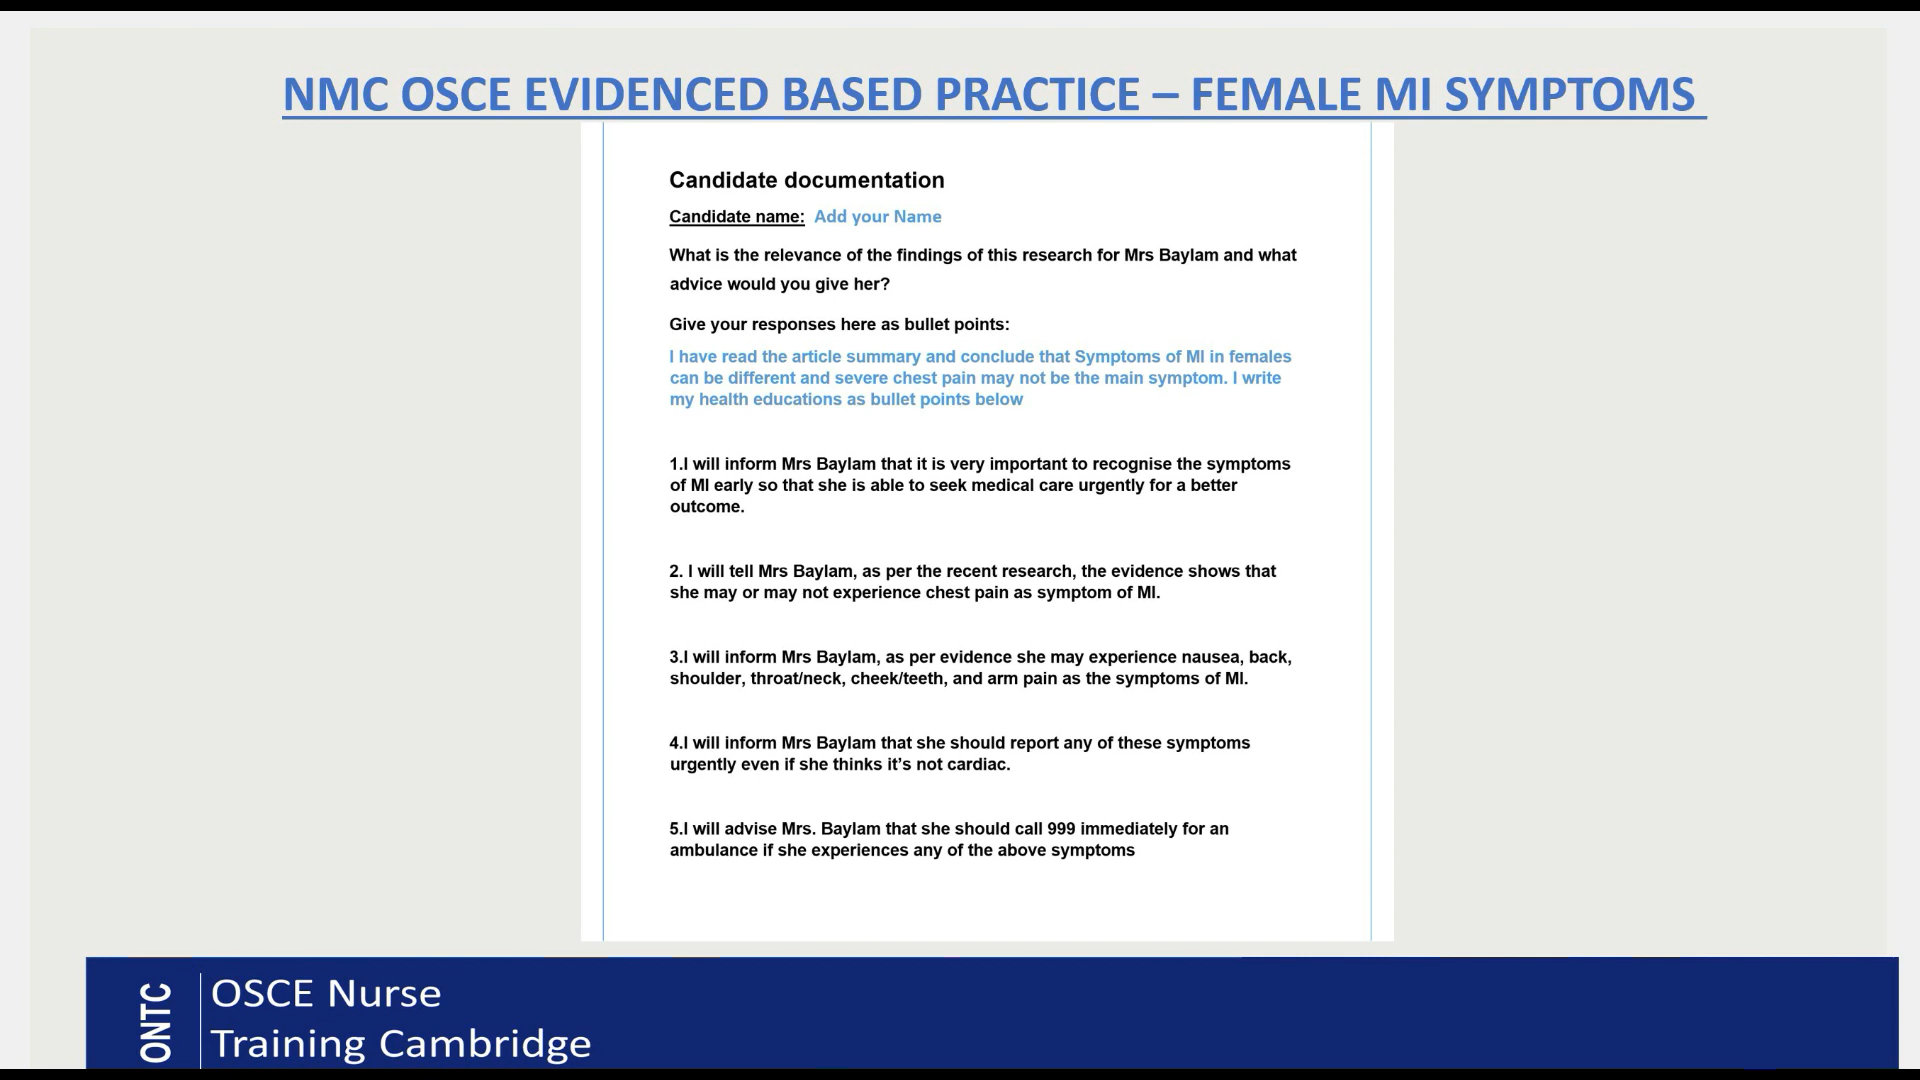 NMC OSCE EVIDENCED BASED PRACTICE – FEMALE MI SYMPTOMS
Candidate documentation
Candidate name: Add your Name
What is the relevance of the findings of this research for Mrs Baylam and what
advice would you give her?
Give your responses here as bullet points:
I have read the article summary and conclude that Symptoms of MI in females
can be different and severe chest pain may not be the main symptom. I write
my health educations as bullet points below
1.I will inform Mrs Baylam that it is very important to recognise the symptoms
of MI early so that she is able to seek medical care urgently for a better
outcome.
2. I will tell Mrs Baylam, as per the recent research, the evidence shows that
she may or may not experience chest pain as symptom of MI.
3.I will inform Mrs Baylam, as per evidence she may experience nausea, back,
shoulder, throat/neck, cheek/teeth, and arm pain as the symptoms of MI.
4.I will inform Mrs Baylam that she should report any of these symptoms
urgently even if she thinks it’s not cardiac.
5.I will advise Mrs. Baylam that she should call 999 immediately for an
ambulance if she experiences any of the above symptoms
ONTC
OSCE Nurse
Training Cambridge